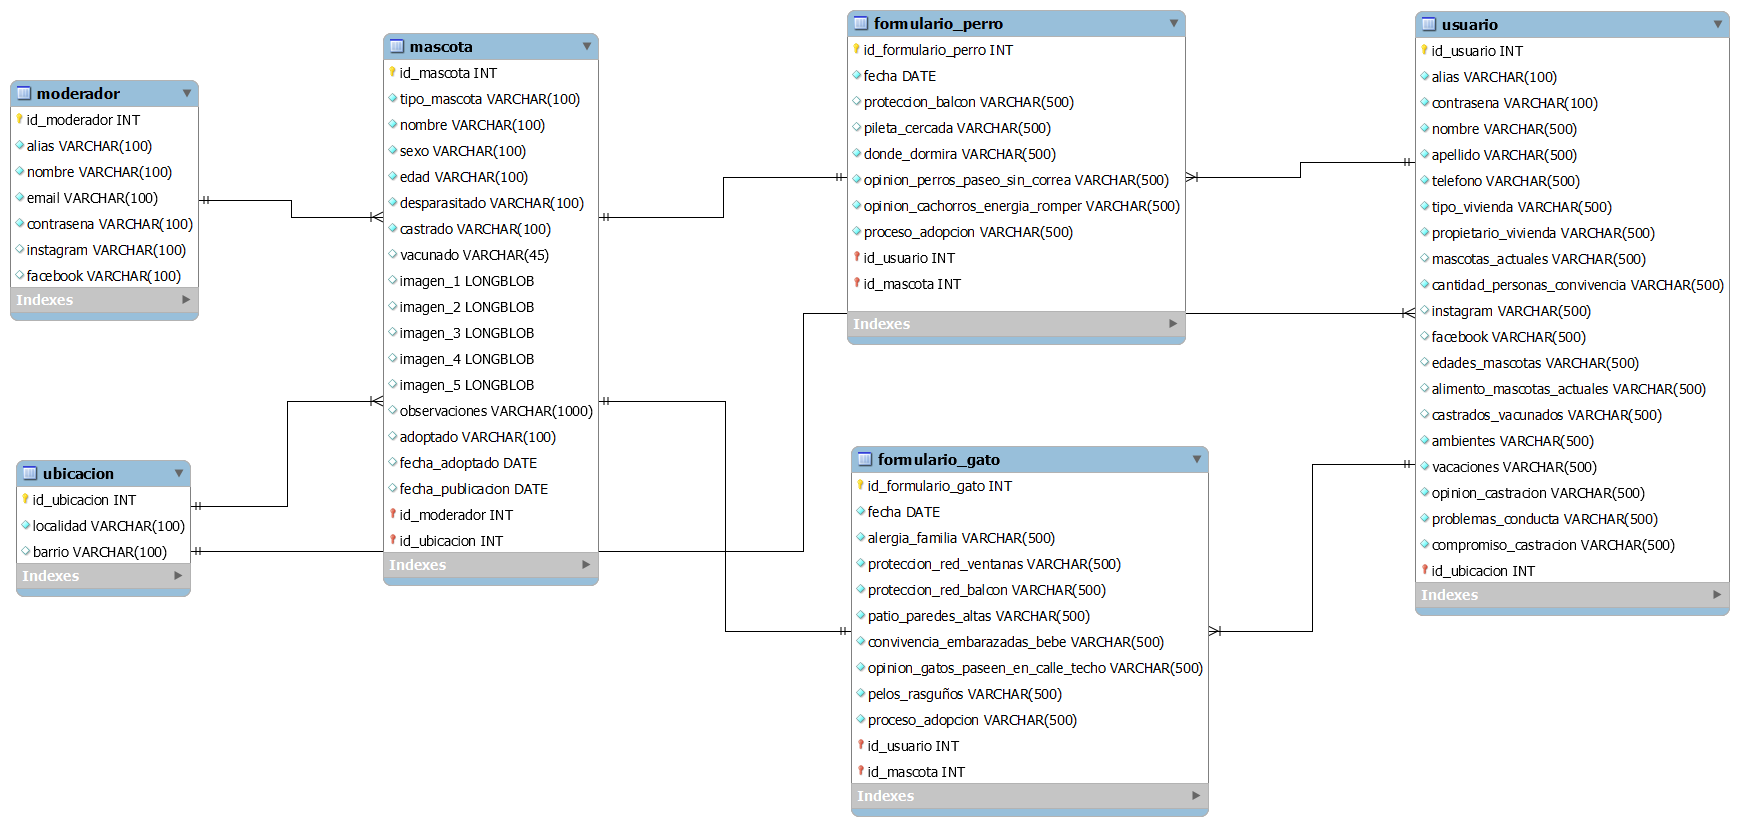 moderador
id_moderador INT
alias VARCHAR(100)
nombre VARCHAR(100)
email VARCHAR(100)
contrasena VARCHAR(100)
instagram VARCHAR(100)
facebook VARCHAR(100)
Indexes
ubicacion
id_ubicacion INT
localidad VARCHAR(100)
barrio VARCHAR(100)
Indexes
mascota
id_mascota INT
tipo_mascota VARCHAR(100)
nombre VARCHAR(100)
sexo VARCHAR(100)
edad VARCHAR(100)
desparasitado VARCHAR(100)
castrado VARCHAR(100)
vacunado VARCHAR(45)
imagen_1 LONGBLOB
imagen_2 LONGBLOB
imagen_3 LONGBLOB
imagen_4 LONGBLOB
imagen_5 LONGBLOB
observaciones VARCHAR(1000)
adoptado VARCHAR(100)
fecha_adoptado DATE
fecha_publicacion DATE
id_moderador INT
id_ubicacion INT
Indexes
formulario_perro
id_formulario_perro INT
fecha DATE
proteccion_balcon VARCHAR(500)
pileta_cercada VARCHAR(500)
donde_dormira VARCHAR(500)
opinion_perros_paseo_sin_correa VARCHAR(500)
opinion_cachorros_energia_romper VARCHAR(500)
proceso_adopcion VARCHAR(500)
id_usuario INT
id_mascota INT
Indexes
formulario_gato
id_formulario_gato INT
fecha DATE
alergia_familia VARCHAR(500)
proteccion_red_ventanas VARCHAR(500)
proteccion_red_balcon VARCHAR(500)
patio_paredes_altas VARCHAR(500)
convivencia_embarazadas_bebe VARCHAR(500)
opinion_gatos_paseen_en_calle_techo VARCHAR(500)
pelos_rasguños VARCHAR(500)
proceso_adopcion VARCHAR(500)
id_usuario INT
id_mascota INT
Indexes
usuario
id_usuario INT
alias VARCHAR(100)
contrasena VARCHAR(100)
nombre VARCHAR(500)
apellido VARCHAR(500)
telefono VARCHAR(500)
tipo_vivienda VARCHAR(500)
propietario_vivienda VARCHAR(500)
mascotas_actuales VARCHAR(500)
cantidad_personas_convivencia VARCHAR(500)
instagram VARCHAR(500)
facebook VARCHAR(500)
edades_mascotas VARCHAR(500)
alimento_mascotas_actuales VARCHAR(500)
castrados_vacunados VARCHAR(500)
ambientes VARCHAR(500)
vacaciones VARCHAR(500)
opinion_castracion VARCHAR(500)
problemas_conducta VARCHAR(500)
compromiso_castracion VARCHAR(500)
id_ubicacion INT
Indexes